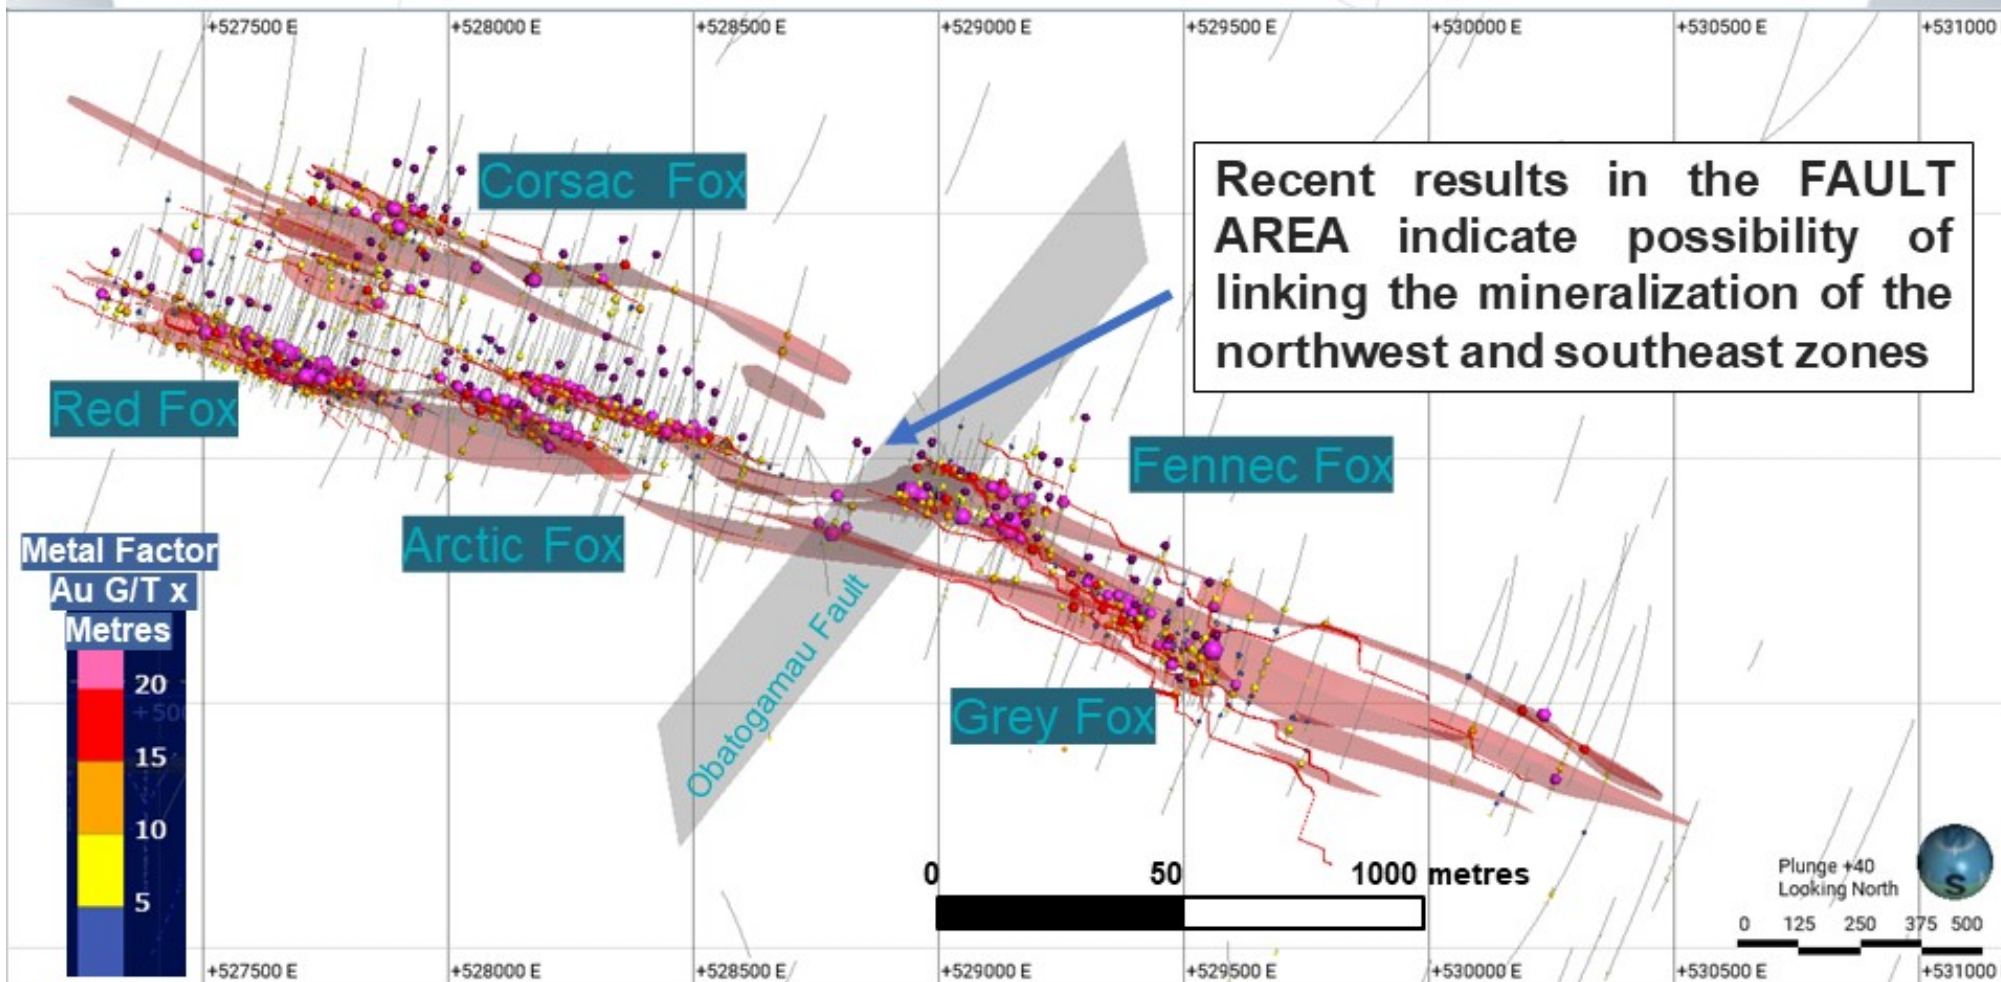 +527500 E +528000 E +528500 E +529000 E +529500 E +530000 E +530500 E +531000
Corsac Fox
Recent results in the FAULT
AREA indicate possibility of
linking the mineralization of the
northwest and southeast zones
Red Fox
Fennec Fox
Arctic Fox
Metal Factor
Au G/T x
Metres
20
15
10
5
Obatogamau Fault
Grey Fox
0 50 1000 metres
Plunge +40
Looking North
S
0 125 250 375 500
+527500 E +528000 E +528500 E +529000 E +529500 E +530000 E +530500 E +531000